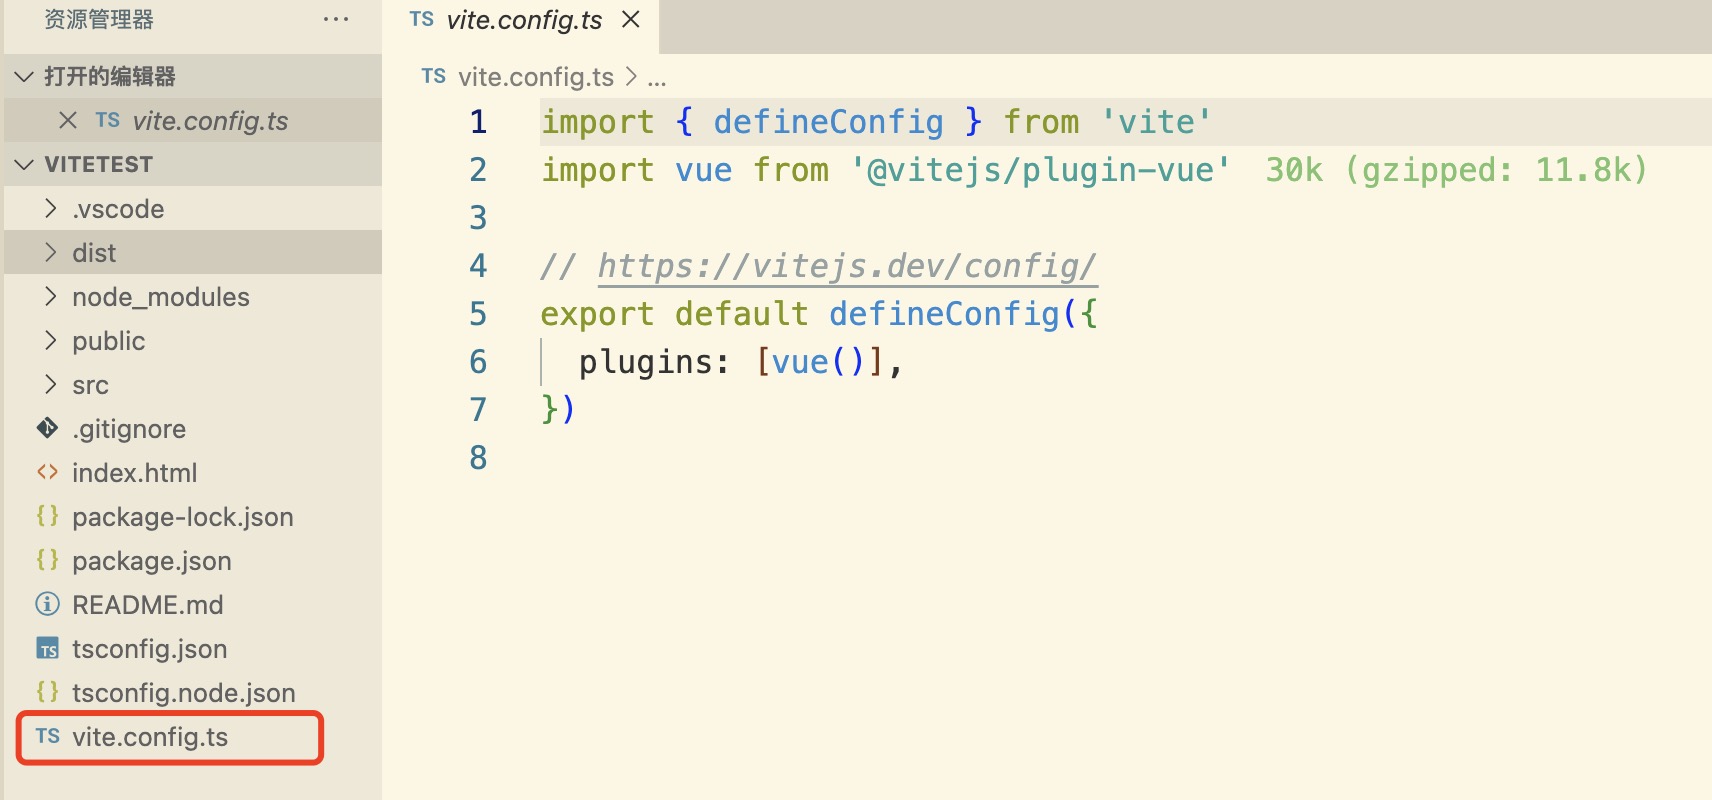 资源管理器 ···
打开的编辑器
TS vite.config.ts
VITETEST
.vscode
dist
node_modules
public
src
.gitignore
index.html
{} package-lock.json
{} package.json
README.md
TS tsconfig.json
{} tsconfig.node.json
TS vite.config.ts
TS vite.config.ts
TS vite.config.ts > ...
1 import { defineConfig } from 'vite'
2 import vue from '@vitejs/plugin-vue' 30k (gzipped: 11.8k)
3
4 // https://vitejs.dev/config/
5 export default defineConfig({
6 plugins: [vue()],
7 })
8